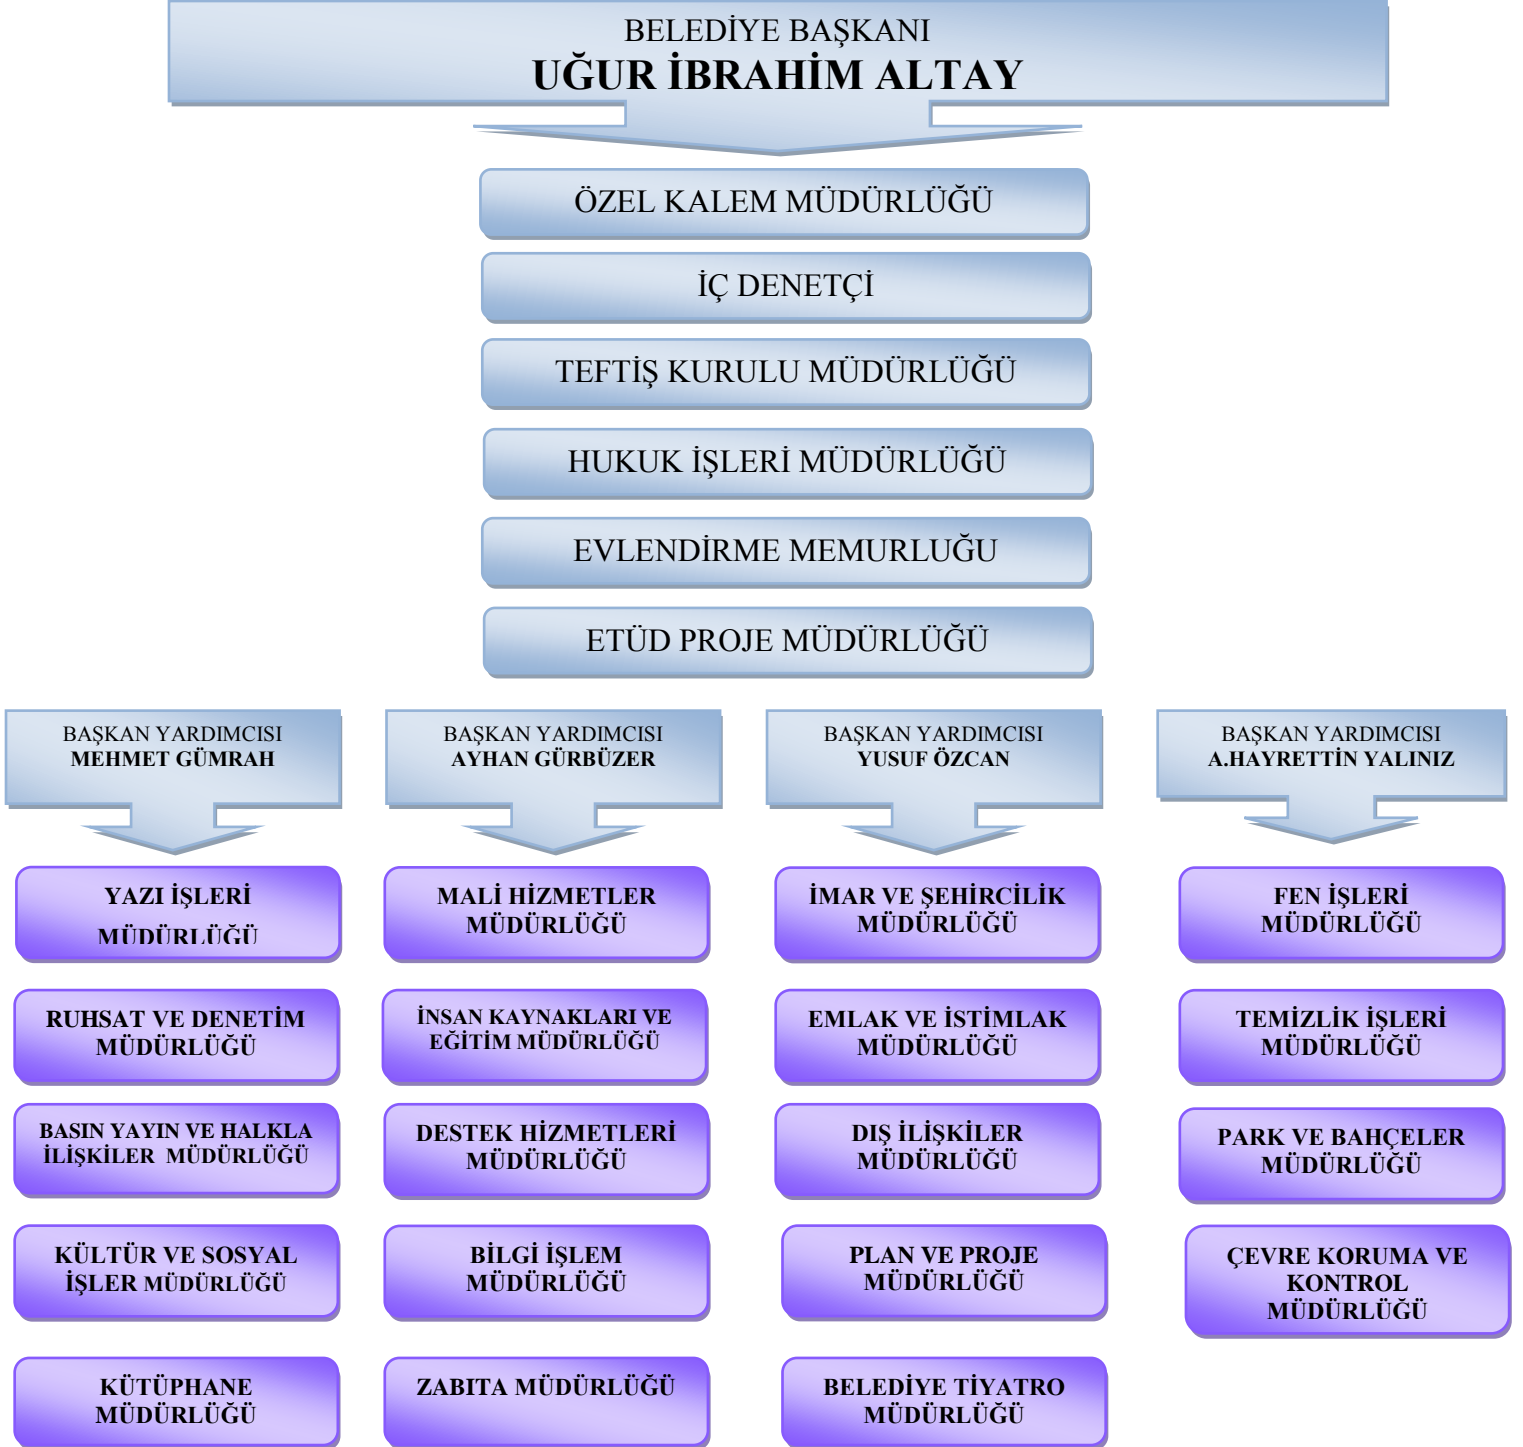 BELEDİYE BAŞKANI
UĞUR İBRAHİM ALTAY
ÖZEL KALEM MÜDÜRLÜĞÜ
İÇ DENETÇİ
TEFTİŞ KURULU MÜDÜRLÜĞÜ
HUKUK İŞLERİ MÜDÜRLÜĞÜ
EVLENDİRME MEMURLUĞU
ETÜD PROJE MÜDÜRLÜĞÜ
BAŞKAN YARDIMCISI
MEHMET GÜMRAH
YAZI İŞLERİ
MÜDÜRLÜĞÜ
RUHSAT VE DENETİM
MÜDÜRLÜĞÜ
BASIN YAYIN VE HALKLA
İLİŞKİLER MÜDÜRLÜĞÜ
KÜLTÜR VE SOSYAL
İŞLER MÜDÜRLÜĞÜ
KÜTÜPHANE
MÜDÜRLÜĞÜ
BAŞKAN YARDIMCISI
AYHAN GÜRBÜZER
MALİ HİZMETLER
MÜDÜRLÜĞÜ
İNSAN KAYNAKLARI VE
EĞİTİM MÜDÜRLÜĞÜ
DESTEK HİZMETLERİ
MÜDÜRLÜĞÜ
BİLGİ İŞLEM
MÜDÜRLÜĞÜ
ZABITA MÜDÜRLÜĞÜ
BAŞKAN YARDIMCISI
YUSUF ÖZCAN
İMAR VE ŞEHİRCİLİK
MÜDÜRLÜĞÜ
EMLAK VE İSTİMLAK
MÜDÜRLÜĞÜ
DIŞ İLİŞKİLER
MÜDÜRLÜĞÜ
PLAN VE PROJE
MÜDÜRLÜĞÜ
BELEDİYE TİYATRO
MÜDÜRLÜĞÜ
BAŞKAN YARDIMCISI
A.HAYRETTİN YALINIZ
FEN İŞLERİ
MÜDÜRLÜĞÜ
TEMİZLİK İŞLERİ
MÜDÜRLÜĞÜ
PARK VE BAHÇELER
MÜDÜRLÜĞÜ
ÇEVRE KORUMA VE
KONTROL
MÜDÜRLÜĞÜ